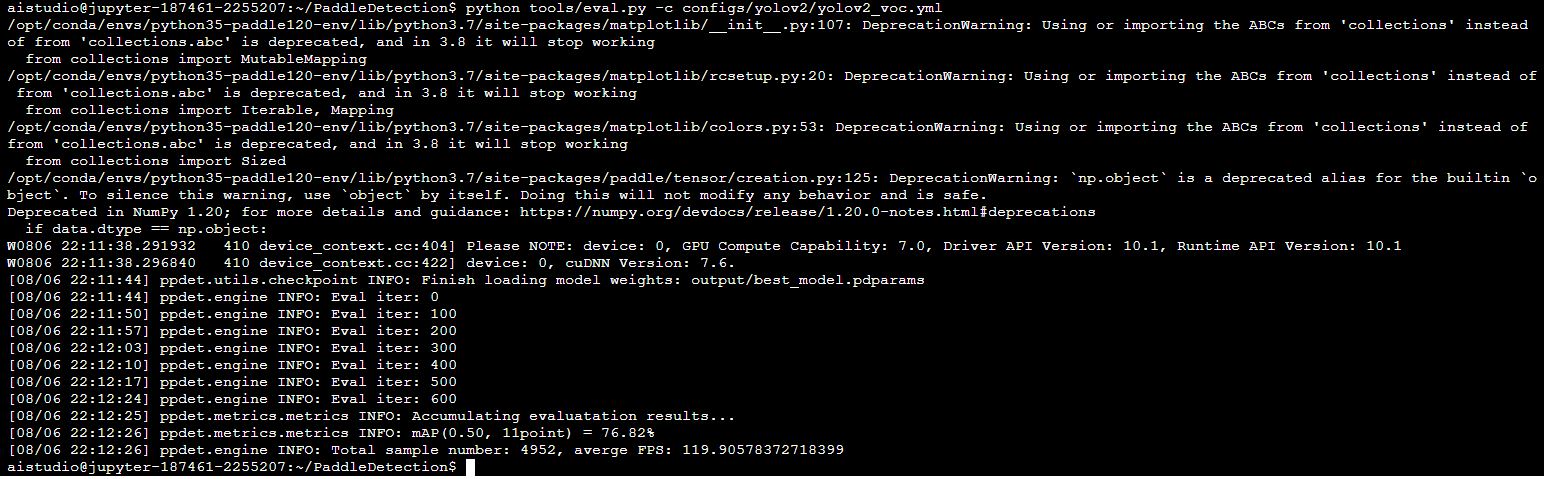 aistudio@jupyter-187461-2255207:~/PaddleDetection$ python tools/eval.py -c configs/yolov2/yolov2_voc.yml
/opt/conda/envs/python35-paddle120-env/lib/python3.7/site-packages/matplotlib/__init__.py:107: DeprecationWarning: Using or importing the ABCs from 'collections' instead
of from 'collections.abc' is deprecated, and in 3.8 it will stop working
  from collections import MutableMapping
/opt/conda/envs/python35-paddle120-env/lib/python3.7/site-packages/matplotlib/rcsetup.py:20: DeprecationWarning: Using or importing the ABCs from 'collections' instead of
 from 'collections.abc' is deprecated, and in 3.8 it will stop working
  from collections import Iterable, Mapping
/opt/conda/envs/python35-paddle120-env/lib/python3.7/site-packages/matplotlib/colors.py:53: DeprecationWarning: Using or importing the ABCs from 'collections' instead of
from 'collections.abc' is deprecated, and in 3.8 it will stop working
  from collections import Sized
/opt/conda/envs/python35-paddle120-env/lib/python3.7/site-packages/paddle/tensor/creation.py:125: DeprecationWarning: `np.object` is a deprecated alias for the builtin `o
bject`. To silence this warning, use `object` by itself. Doing this will not modify any behavior and is safe.
Deprecated in NumPy 1.20; for more details and guidance: https://numpy.org/devdocs/release/1.20.0-notes.html#deprecations
  if data.dtype == np.object:
W0806 22:11:38.291932   410 device_context.cc:404] Please NOTE: device: 0, GPU Compute Capability: 7.0, Driver API Version: 10.1, Runtime API Version: 10.1
W0806 22:11:38.296840   410 device_context.cc:422] device: 0, cuDNN Version: 7.6.
[08/06 22:11:44] ppdet.utils.checkpoint INFO: Finish loading model weights: output/best_model.pdparams
[08/06 22:11:44] ppdet.engine INFO: Eval iter: 0
[08/06 22:11:50] ppdet.engine INFO: Eval iter: 100
[08/06 22:11:57] ppdet.engine INFO: Eval iter: 200
[08/06 22:12:03] ppdet.engine INFO: Eval iter: 300
[08/06 22:12:10] ppdet.engine INFO: Eval iter: 400
[08/06 22:12:17] ppdet.engine INFO: Eval iter: 500
[08/06 22:12:24] ppdet.engine INFO: Eval iter: 600
[08/06 22:12:25] ppdet.metrics.metrics INFO: Accumulating evaluatation results...
[08/06 22:12:26] ppdet.metrics.metrics INFO: mAP(0.50, 11point) = 76.82%
[08/06 22:12:26] ppdet.engine INFO: Total sample number: 4952, averge FPS: 119.90578372718399
aistudio@jupyter-187461-2255207:~/PaddleDetection$